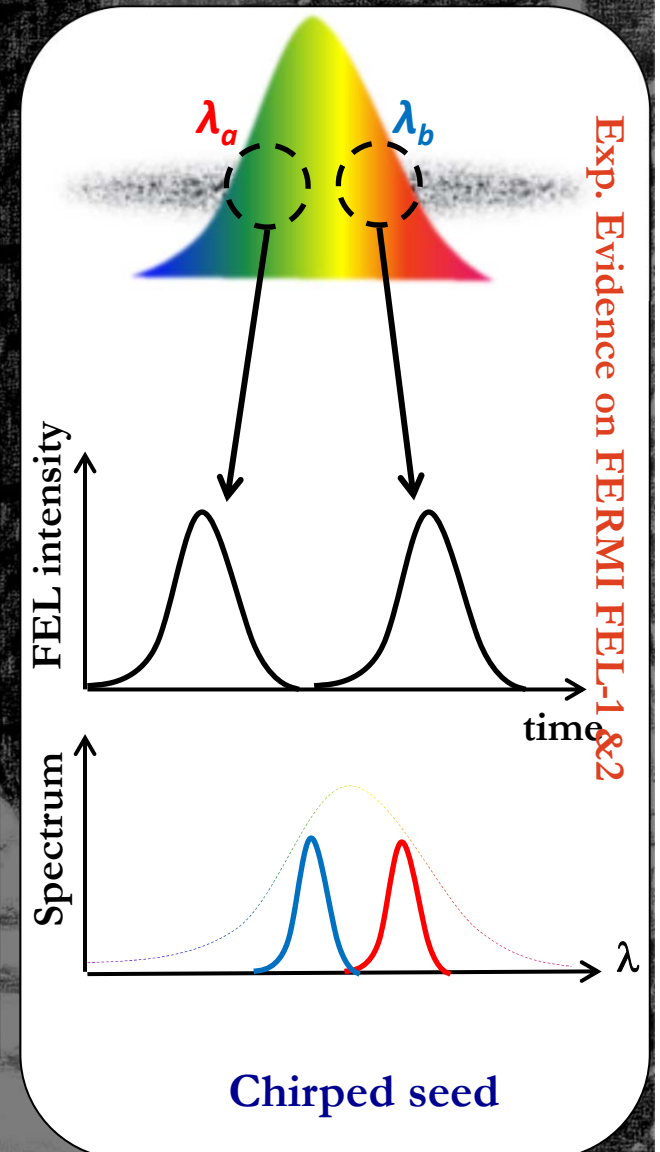 λa
λb
Exp. Evidence on FERMI FEL-1 &2
FEL intensity
time
Spectrum
λ
Chirped seed